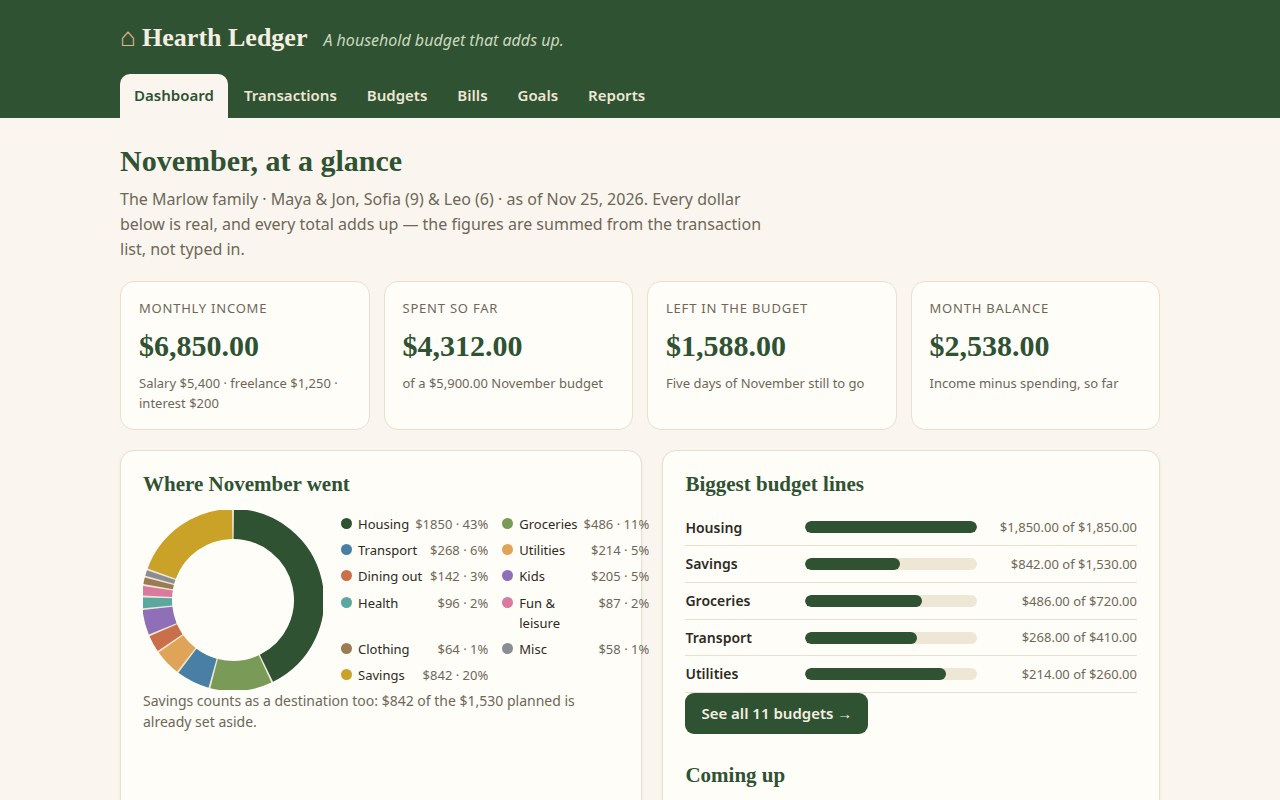 ⌂ Hearth Ledger A household budget that adds up.
Dashboard Transactions Budgets Bills Goals Reports
November, at a glance
The Marlow family · Maya & Jon, Sofia (9) & Leo (6) · as of Nov 25, 2026. Every dollar
below is real, and every total adds up — the figures are summed from the transaction
list, not typed in.
MONTHLY INCOME
$6,850.00
Salary $5,400 · freelance $1,250 ·
interest $200
SPENT SO FAR
$4,312.00
of a $5,900.00 November budget
LEFT IN THE BUDGET
$1,588.00
Five days of November still to go
MONTH BALANCE
$2,538.00
Income minus spending, so far
Where November went
Housing $1850 · 43% Groceries $486 · 11%
Transport $268 · 6% Utilities $214 · 5%
Dining out $142 · 3% Kids $205 · 5%
Health $96 · 2% Fun & $87 · 2%
leisure
Clothing $64 · 1% Misc $58 · 1%
Savings $842 · 20%
Savings counts as a destination too: $842 of the $1,530 planned is
already set aside.
Biggest budget lines
Housing $1,850.00 of $1,850.00
Savings $842.00 of $1,530.00
Groceries $486.00 of $720.00
Transport $268.00 of $410.00
Utilities $214.00 of $260.00
See all 11 budgets →
Coming up